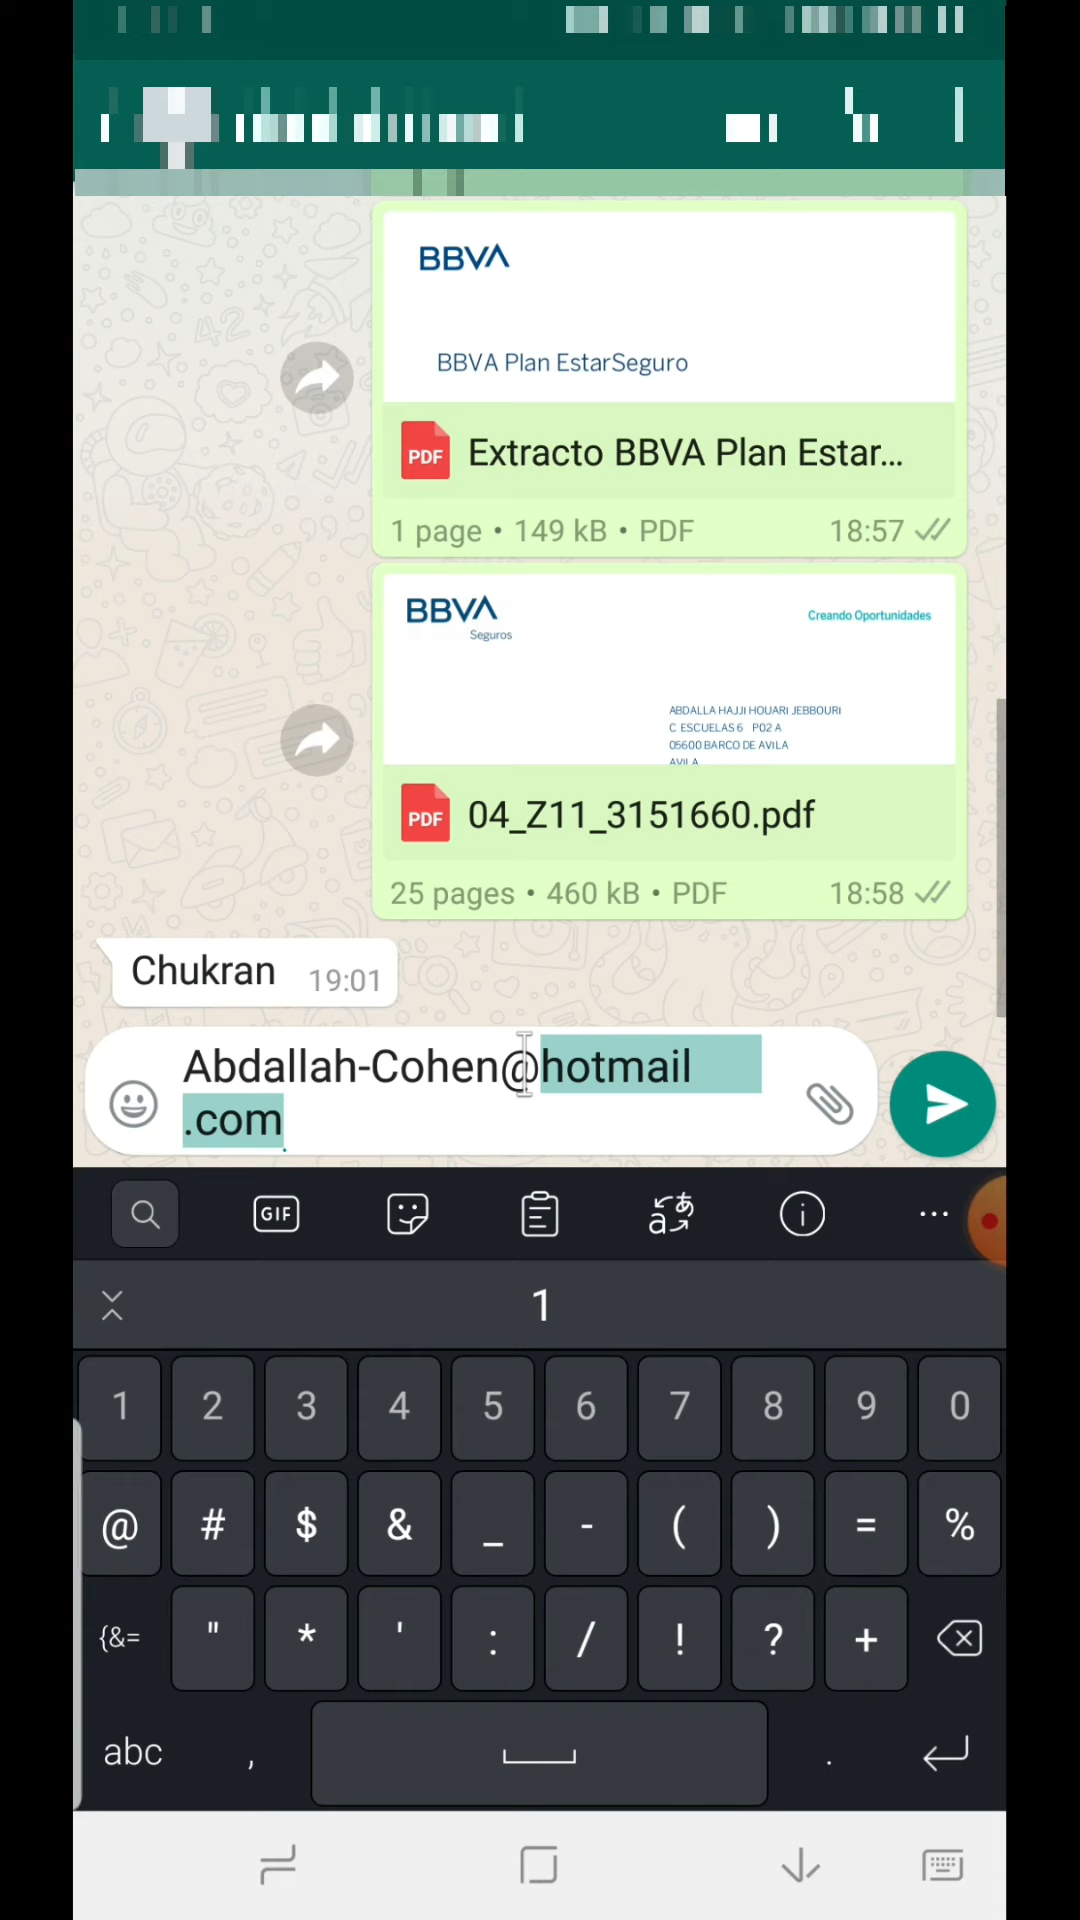 BBVA
BBVA Plan EstarSeguro
PDF Extracto BBVA Plan Estar...
1 page • 149 kB • PDF 18:57
BBVA
Seguros
Creando Oportunidades
ABDALLA HAJJI HOUARI JEBBOURI
C ESCUELAS 6 P02 A
05600 BARCO DE AVILA
AVILA
PDF 04_Z11_3151660.pdf
25 pages • 460 kB • PDF 18:58
Chukran 19:01
Abdallah-Cohen@hotmail
.com
GIF
1
1 2 3 4 5 6 7 8 9 0
@ # $ & _ - ( ) = %
{&= " * ' : / ! ? +
abc , .